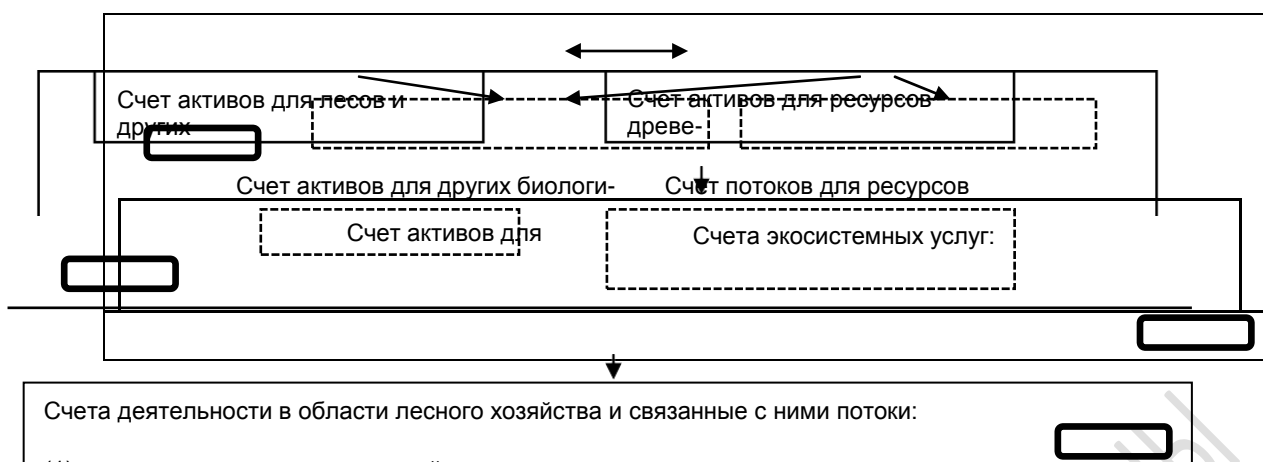 Счет активов для лесов и
других
Счет активов для ресурсов
древе-
Счет активов для других биологи-
Счет потоков для ресурсов
Счет активов для
Счета экосистемных услуг:
Счета деятельности в области лесного хозяйства и связанные с ними потоки: